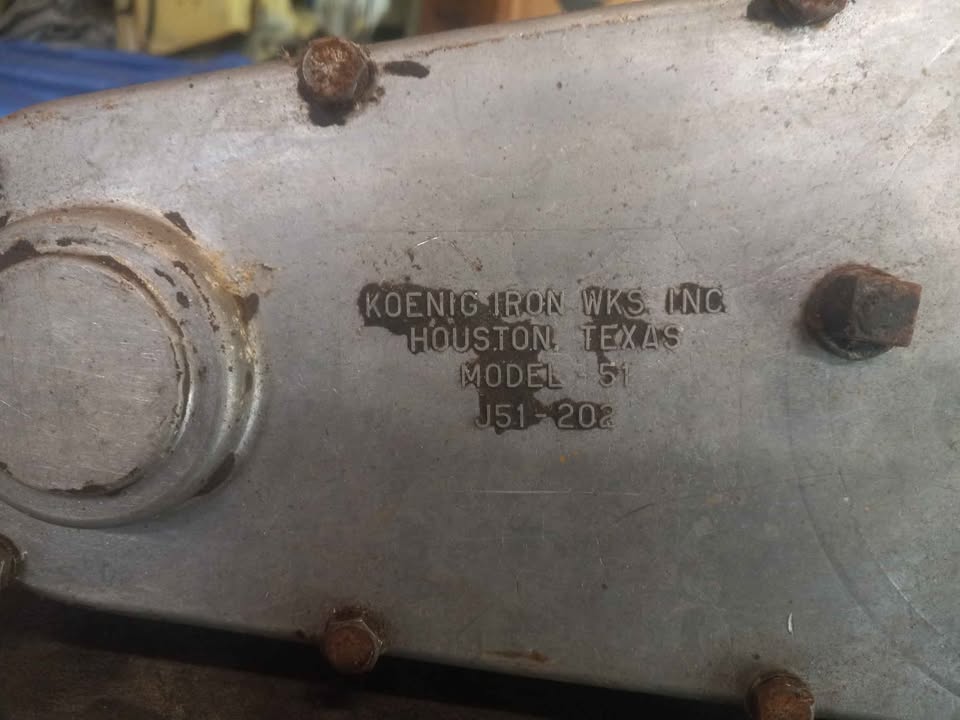 KOENIG IRON WKS. INC.
HOUSTON, TEXAS
MODEL - 51
J51-202